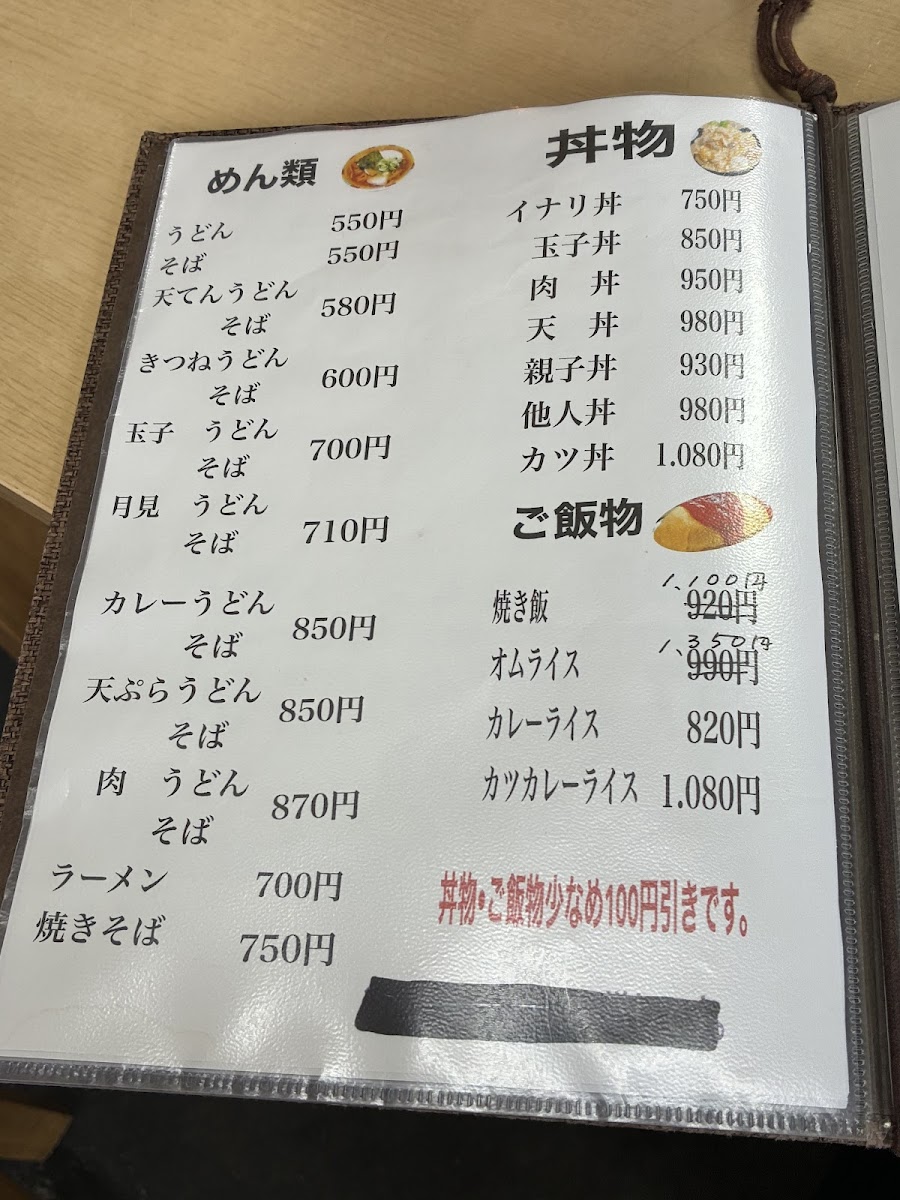 めん類
うどん 550円
そば 550円
天てんうどん
そば 580円
きつねうどん
そば 600円
玉子 うどん
そば 700円
月見 うどん
そば 710円
カレーうどん
そば 850円
天ぷらうどん
そば 850円
肉 うどん
そば 870円
ラーメン 700円
焼きそば 750円
丼物
イナリ丼 750円
玉子丼 850円
肉 丼 950円
天 丼 980円
親子丼 930円
他人丼 980円
カツ丼 1.080円
ご飯物
1,100円
焼き飯 920円
1,350円
オムライス 990円
カレーライス 820円
カツカレーライス 1.080円
丼物・ご飯物少なめ100円引きです。